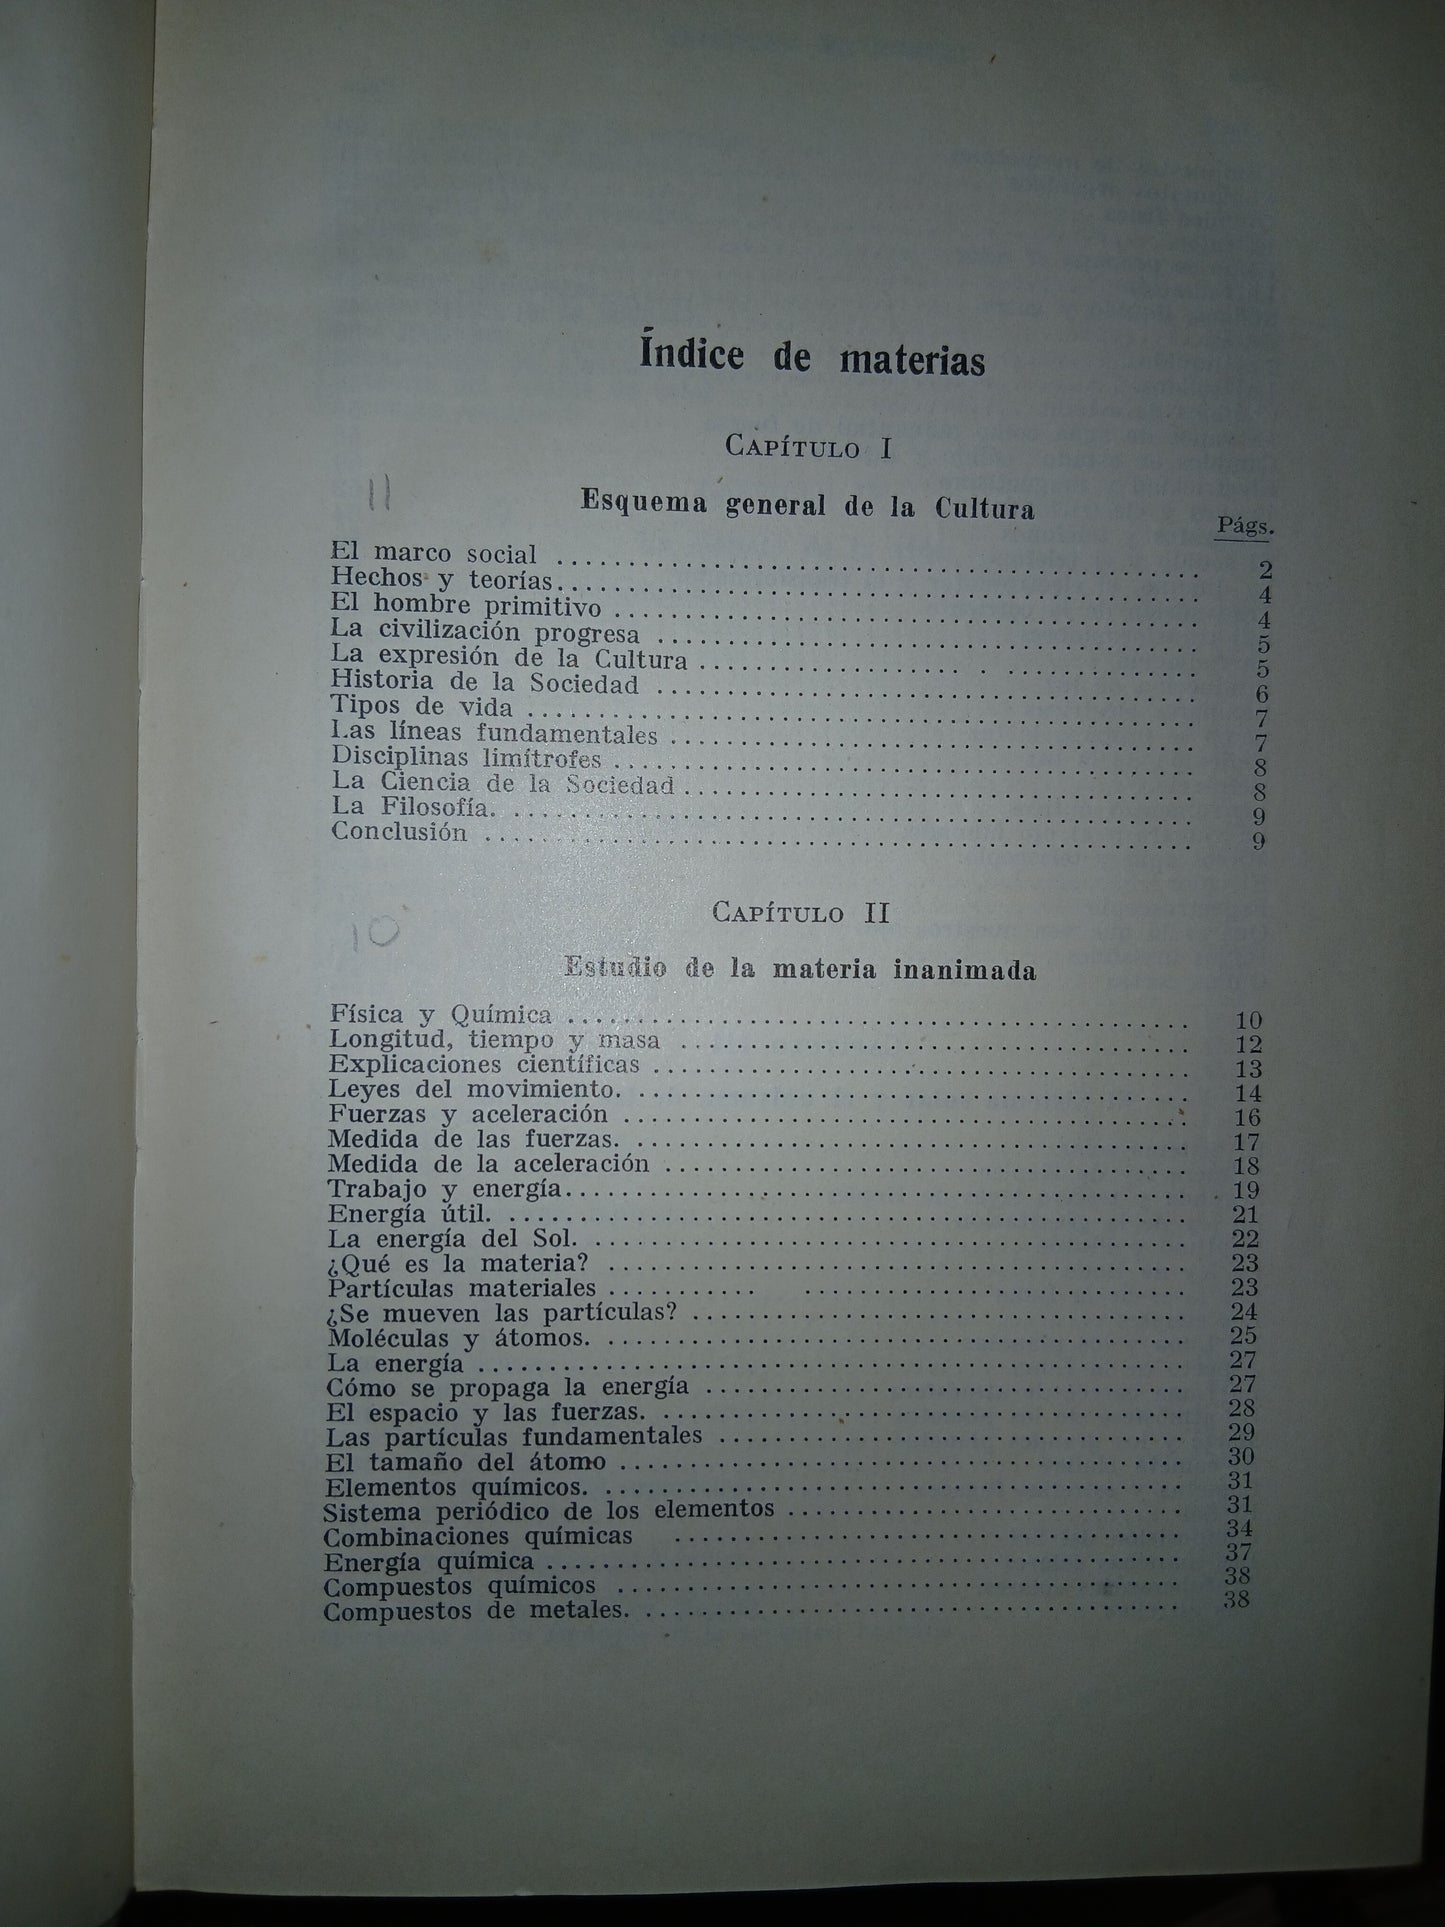 Índice de materias
CAPÍTULO I
11
Esquema general de la Cultura
Págs.
El marco social ........................................ 2
Hechos y teorías........................................ 4
El hombre primitivo ........................................ 4
La civilización progresa ........................................ 5
La expresión de la Cultura ........................................ 5
Historia de la Sociedad ........................................ 6
Tipos de vida ........................................ 7
Las líneas fundamentales ........................................ 7
Disciplinas limítrofes ........................................ 8
La Ciencia de la Sociedad ........................................ 8
La Filosofía. ........................................ 9
Conclusión ........................................ 9
CAPÍTULO II
10
Estudio de la materia inanimada
Física y Química ........................................ 10
Longitud, tiempo y masa ........................................ 12
Explicaciones científicas ........................................ 13
Leyes del movimiento. ........................................ 14
Fuerzas y aceleración ........................................ 16
Medida de las fuerzas. ........................................ 17
Medida de la aceleración ........................................ 18
Trabajo y energía........................................ 19
Energía útil. ........................................ 21
La energía del Sol. ........................................ 22
¿Qué es la materia? ........................................ 23
Partículas materiales ........................................ 23
¿Se mueven las partículas? ........................................ 24
Moléculas y átomos. ........................................ 25
La energía ........................................ 27
Cómo se propaga la energía ........................................ 27
El espacio y las fuerzas. ........................................ 28
Las partículas fundamentales ........................................ 29
El tamaño del átomo ........................................ 30
Elementos químicos. ........................................ 31
Sistema periódico de los elementos ........................................ 31
Combinaciones químicas ........................................ 34
Energía química ........................................ 37
Compuestos químicos ........................................ 38
Compuestos de metales. ........................................ 38